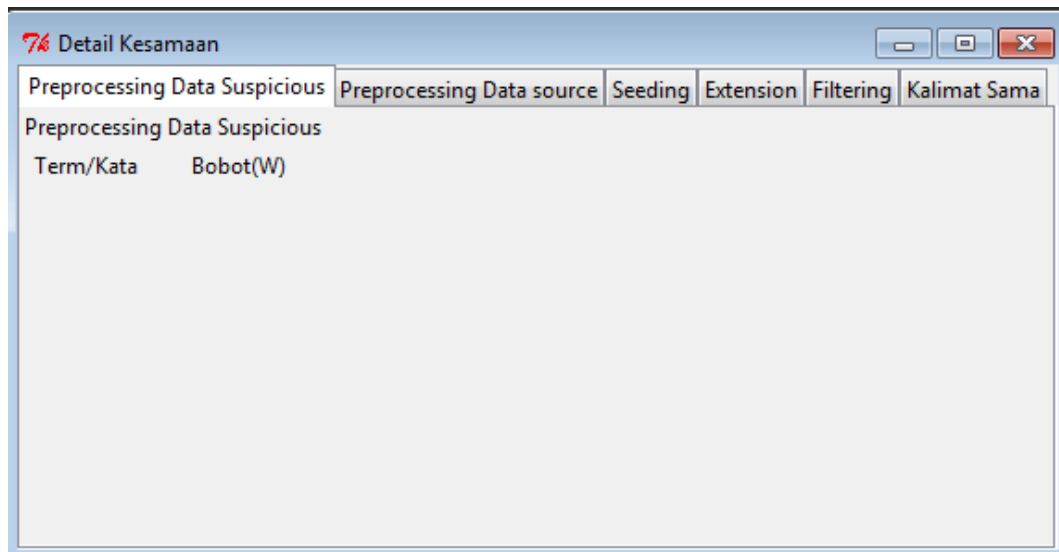 Detail Kesamaan
Preprocessing Data Suspicious Preprocessing Data source Seeding Extension Filtering Kalimat Sama
Preprocessing Data Suspicious
Term/Kata Bobot(W)